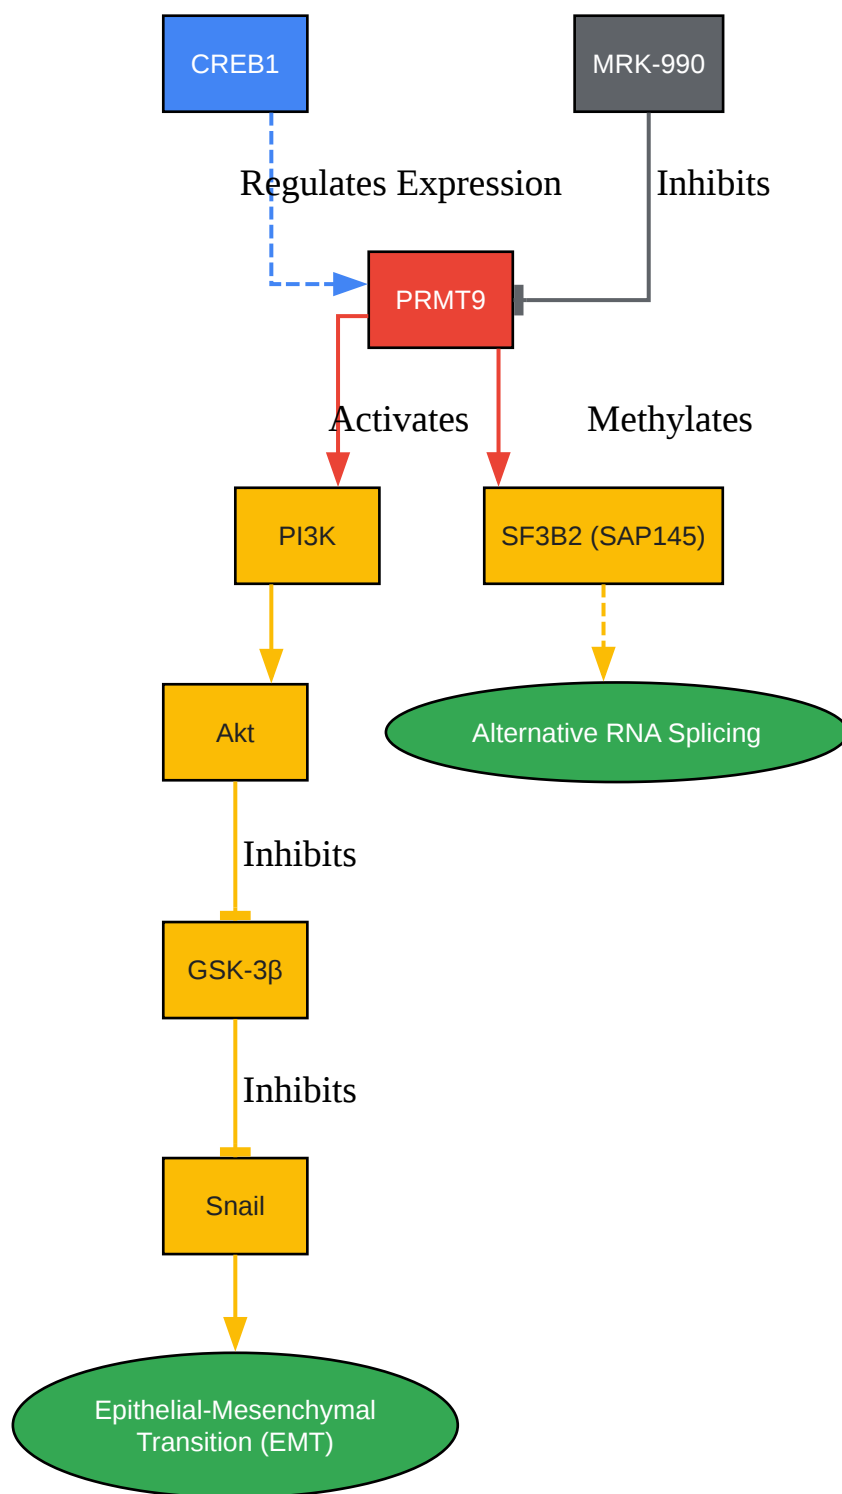 CREB1
MRK-990
Regulates Expression
Inhibits
PRMT9
Activates
Methylates
PI3K
SF3B2 (SAP145)
Akt
Alternative RNA Splicing
Inhibits
GSK-3β
Inhibits
Snail
Epithelial-Mesenchymal
Transition (EMT)